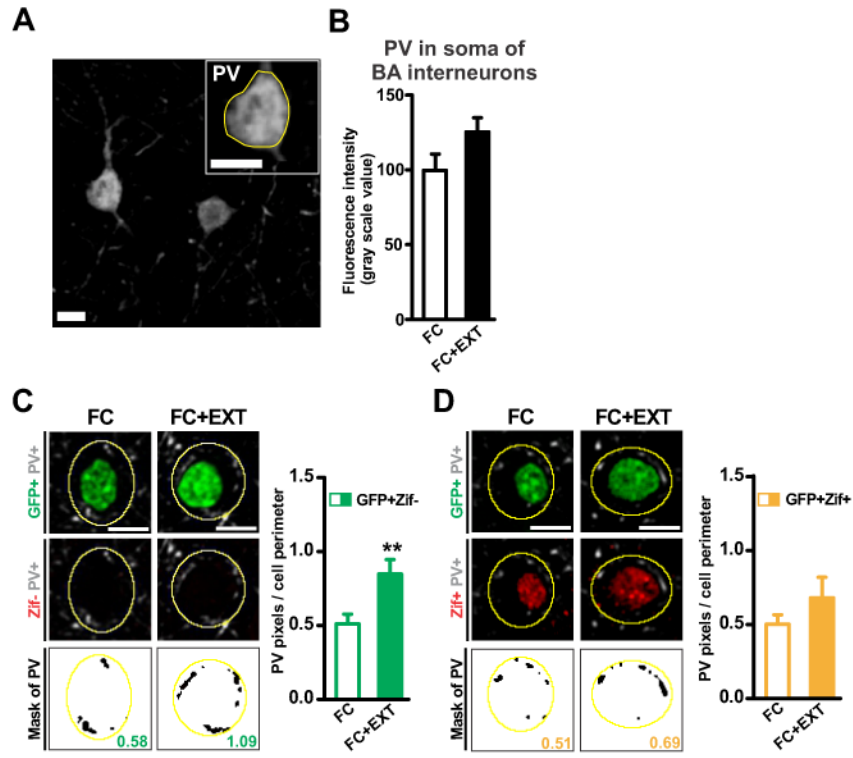 A
PV
B
PV in soma of
BA interneurons
Fluorescence intensity
(gray scale value)
150
100
50
0
FC
FC+EXT
C
FC
FC+EXT
GFP+ PV+
Zif- PV+
Mask of PV
0.58
1.09
PV pixels / cell perimeter
1.5
1.0
0.5
0.0
GFP+Zif-
**
FC
FC+EXT
D
FC
FC+EXT
GFP+ PV+
Zif+ PV+
Mask of PV
0.51
0.69
PV pixels / cell perimeter
1.5
1.0
0.5
0.0
GFP+Zif+
FC
FC+EXT